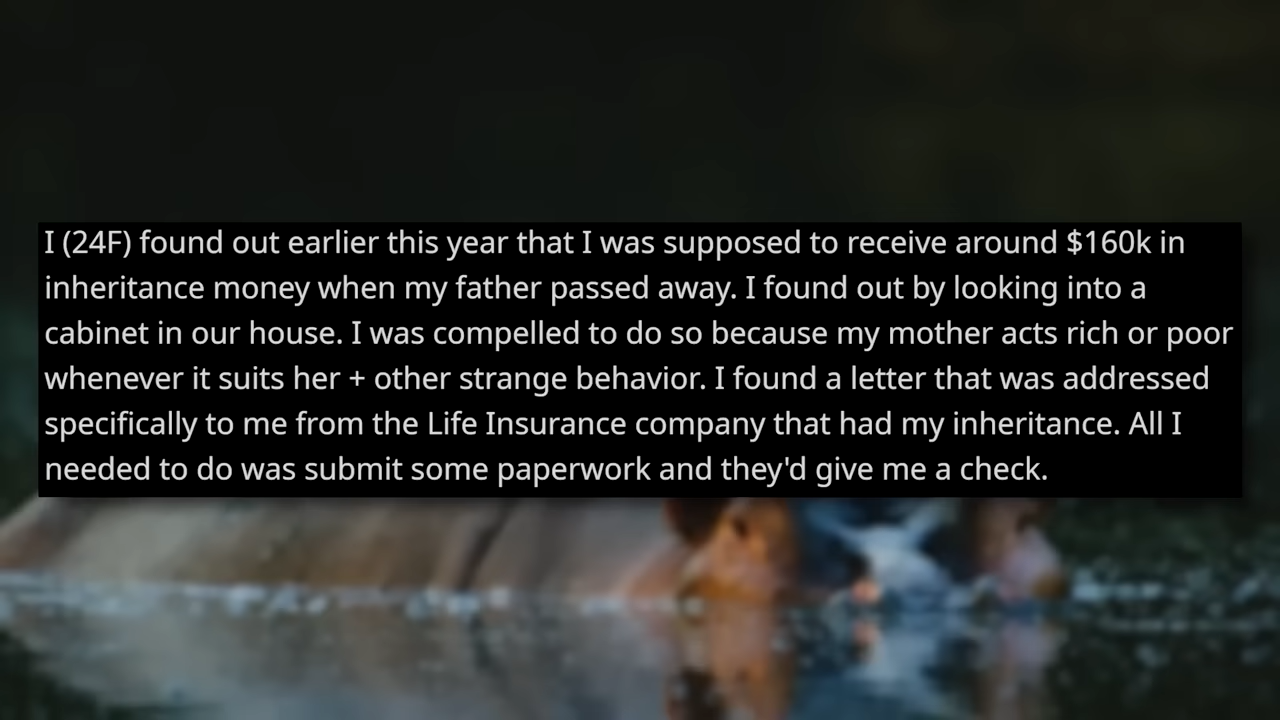 I (24F) found out earlier this year that I was supposed to receive around $160k in
inheritance money when my father passed away. I found out by looking into a
cabinet in our house. I was compelled to do so because my mother acts rich or poor
whenever it suits her + other strange behavior. I found a letter that was addressed
specifically to me from the Life Insurance company that had my inheritance. All I
needed to do was submit some paperwork and they'd give me a check.